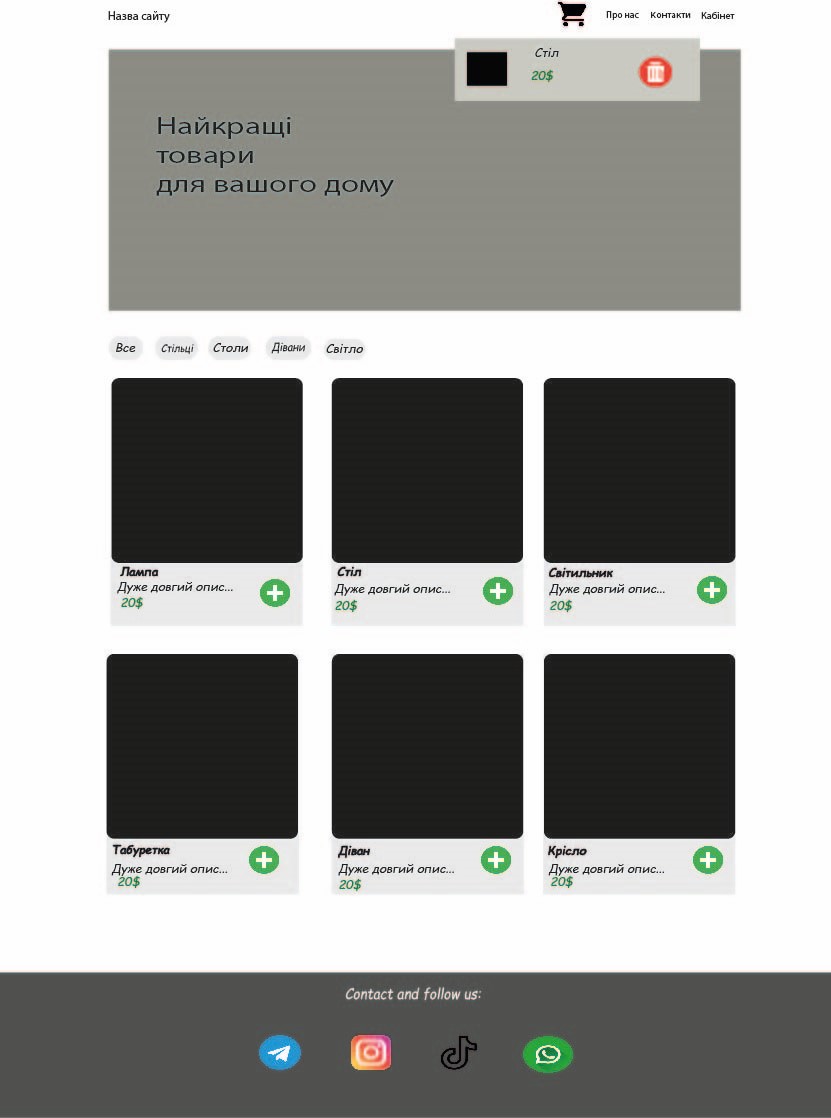 Назва сайту
Про нас Контакти Кабінет
Стіл
20$
Найкращі
товари
для вашого дому
Все Стільці Столи Дівани Світло
Лампа
Дуже довгий опис...
20$
Стіл
Дуже довгий опис...
20$
Світильник
Дуже довгий опис...
20$
Табуретка
Дуже довгий опис...
20$
Діван
Дуже довгий опис...
20$
Крісло
Дуже довгий опис...
20$
Contact and follow us: